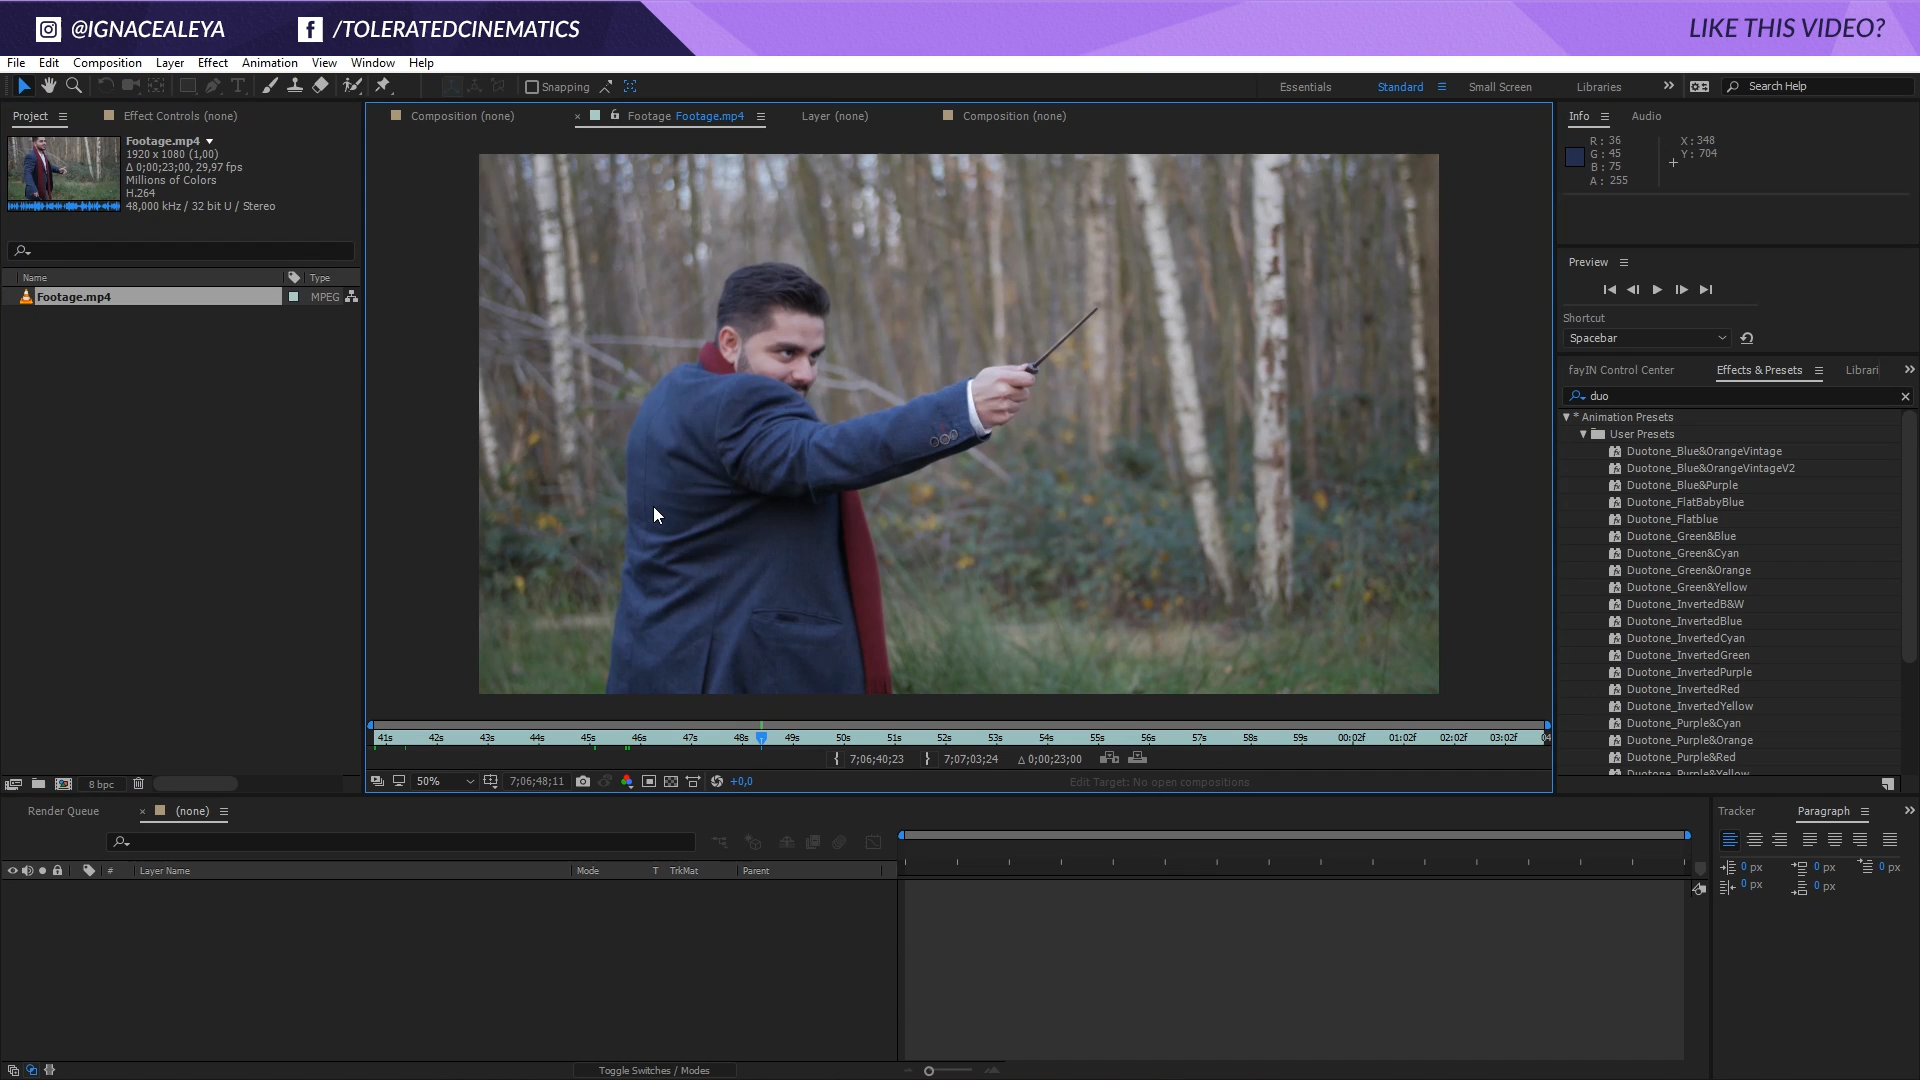 @IGNACEALEYA /TOLERATEDCINEMATICS LIKE THIS VIDEO?
File Edit Composition Layer Effect Animation View Window Help
Snapping Essentials Standard Small Screen Libraries Search Help
Project Effect Controls (none)
Footage.mp4
1920 x 1080 (1,00)
Δ 0;00;23;00, 29,97 fps
Millions of Colors
H.264
48,000 kHz / 32 bit U / Stereo
Name Type
Footage.mp4 MPEG
8 bpc
Composition (none) × Footage Footage.mp4 Layer (none) Composition (none)
41s 42s 43s 44s 45s 46s 47s 48s 49s 50s 51s 52s 53s 54s 55s 56s 57s 58s 59s 00:02f 01:02f 02:02f 03:02f 04
7;06;40;23 7;07;03;24 Δ 0;00;23;00
50% 7;06;48;11 +0,0 Edit Target: No open compositions
Info Audio
R: 36 X: 348
G: 45 Y: 704
B: 75
A: 255
Preview
Shortcut
Spacebar
fayIN Control Center Effects & Presets Librari
duo
* Animation Presets
User Presets
Duotone_Blue&OrangeVintage
Duotone_Blue&OrangeVintageV2
Duotone_Blue&Purple
Duotone_FlatBabyBlue
Duotone_Flatblue
Duotone_Green&Blue
Duotone_Green&Cyan
Duotone_Green&Orange
Duotone_Green&Yellow
Duotone_InvertedB&W
Duotone_InvertedBlue
Duotone_InvertedCyan
Duotone_InvertedGreen
Duotone_InvertedPurple
Duotone_InvertedRed
Duotone_InvertedYellow
Duotone_Purple&Cyan
Duotone_Purple&Orange
Duotone_Purple&Red
Duotone_Purple&Yellow
Render Queue × (none)
# Layer Name Mode T TrkMat Parent
Toggle Switches / Modes
Tracker Paragraph
0 px 0 px 0 px
0 px 0 px